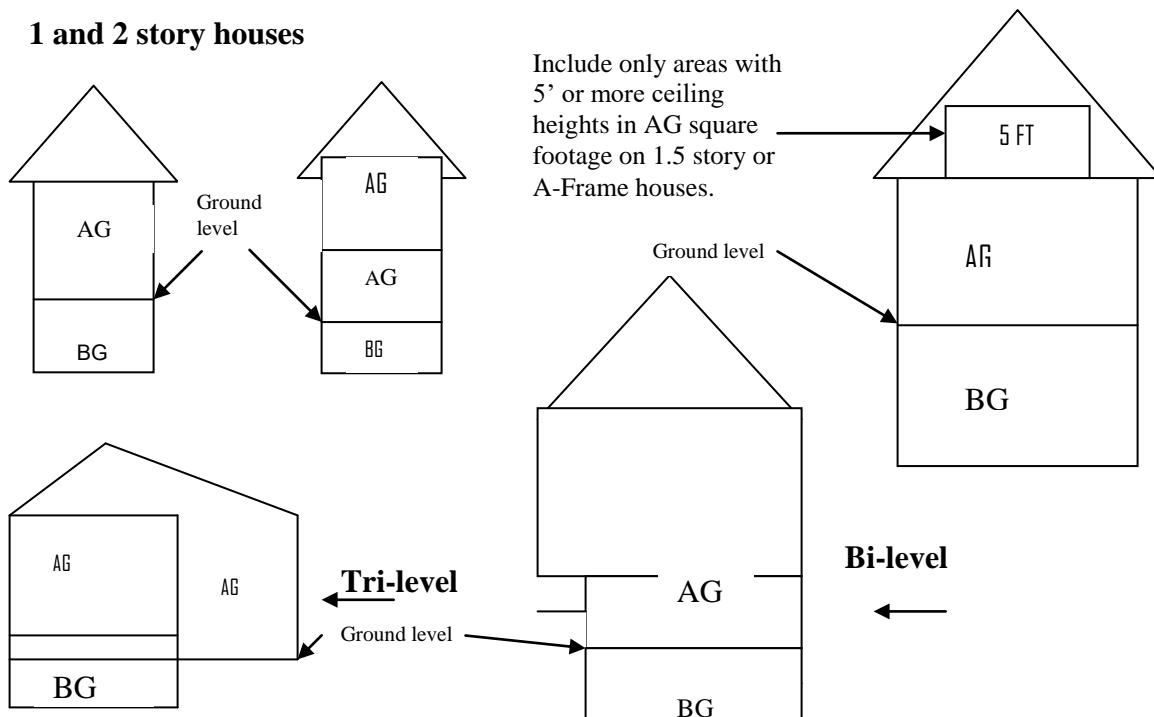 1 and 2 story houses
Include only areas with
5’ or more ceiling
heights in AG square
footage on 1.5 story or
A-Frame houses.
5 FT
AG
AG
Ground
level
AG
BG
BG
Ground level
AG
BG
AG
AG
BG
Tri-level
Ground level
AG
BG
Bi-level